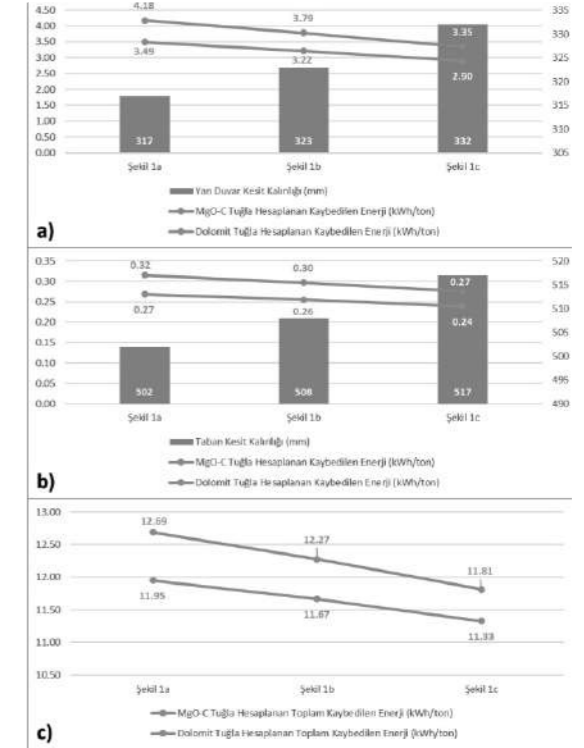 4.50 4.18 335
4.00 3.79 330
3.50 3.49 3.35 325
3.00 3.22
2.50 2.90 320
2.00
1.50 315
1.00 310
0.50 317 323 332
0.00 305
Şekil 1a Şekil 1b Şekil 1c
Yan Duvar Kesit Kalınlığı (mm)
MgO-C Tuğla Hesaplanan Kaybedilen Enerji (kWh/ton)
a) Dolomit Tuğla Hesaplanan Kaybedilen Enerji (kWh/ton)
0.35 520
0.30 0.32 0.30 0.27 515
0.25 0.27 0.26 0.24 510
0.20 505
0.15 500
0.10
0.05 502 508 517 495
0.00 490
Şekil 1a Şekil 1b Şekil 1c
Taban Kesit Kalınlığı (mm)
MgO-C Tuğla Hesaplanan Kaybedilen Enerji (kWh/ton)
b) Dolomit Tuğla Hesaplanan Kaybedilen Enerji (kWh/ton)
13.00
12.69
12.50 12.27
12.00 11.81
11.95
11.50 11.67
11.33
11.00
10.50
Şekil 1a Şekil 1b Şekil 1c
MgO-C Tuğla Hesaplanan Toplam Kaybedilen Enerji (kWh/ton)
c) Dolomit Tuğla Hesaplanan Toplam Kaybedilen Enerji (kWh/ton)